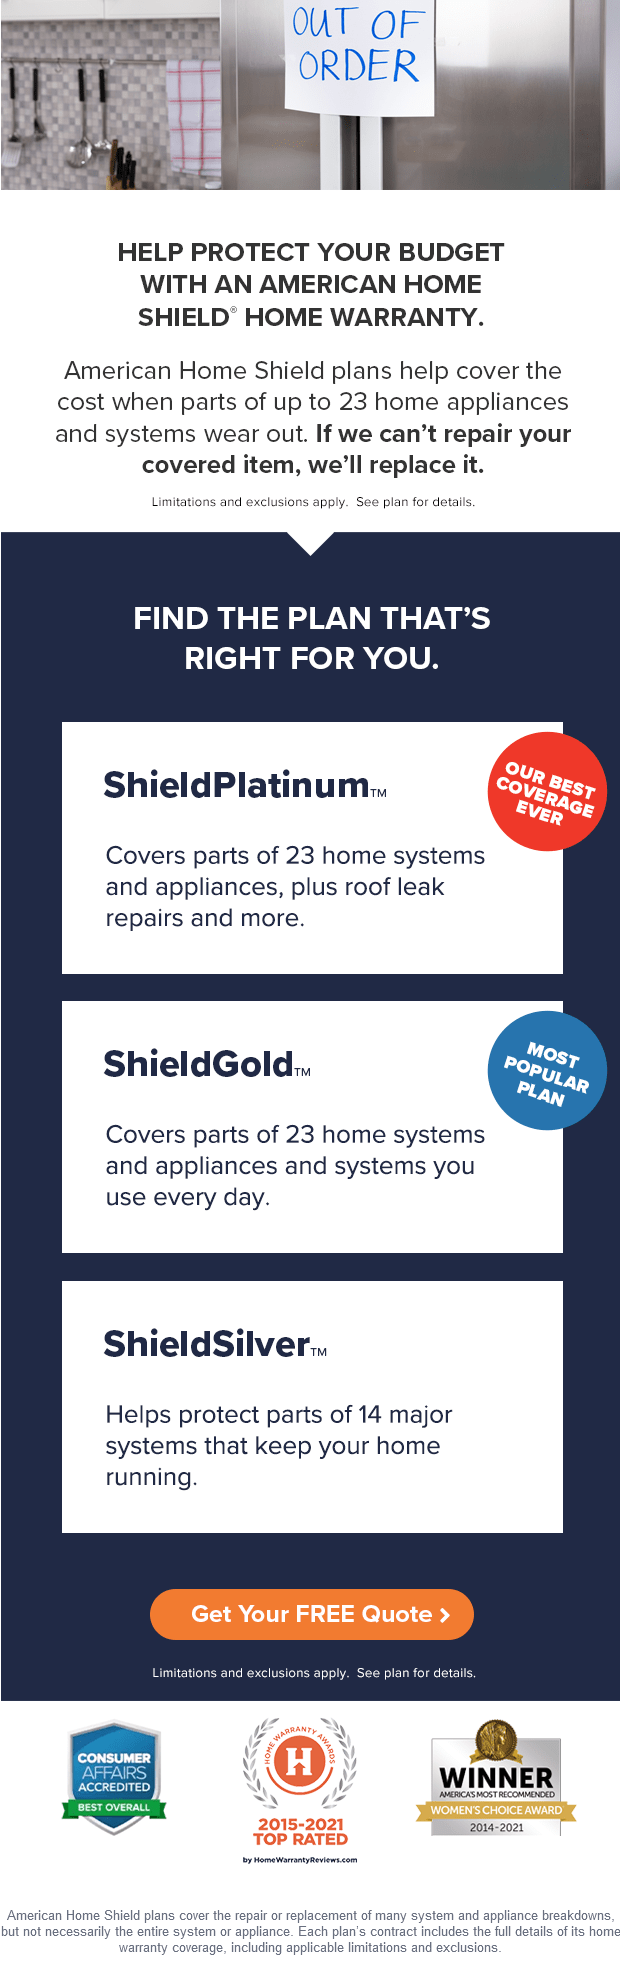 OUT OF
ORDER
HELP PROTECT YOUR BUDGET
WITH AN AMERICAN HOME
SHIELD® HOME WARRANTY.
American Home Shield plans help cover the
cost when parts of up to 23 home appliances
and systems wear out. If we can’t repair your
covered item, we’ll replace it.
Limitations and exclusions apply. See plan for details.
FIND THE PLAN THAT’S
RIGHT FOR YOU.
ShieldPlatinum™
OUR BEST
COVERAGE
EVER
Covers parts of 23 home systems
and appliances, plus roof leak
repairs and more.
ShieldGold™
MOST
POPULAR
PLAN
Covers parts of 23 home systems
and appliances and systems you
use every day.
ShieldSilver™
Helps protect parts of 14 major
systems that keep your home
running.
Get Your FREE Quote ›
Limitations and exclusions apply. See plan for details.
CONSUMER
AFFAIRS
ACCREDITED
BEST OVERALL
HOME WARRANTY AWARDS
H
2015-2021
TOP RATED
by HomeWarrantyReviews.com
WINNER
AMERICA'S MOST RECOMMENDED
WOMEN'S CHOICE AWARD
2014-2021
American Home Shield plans cover the repair or replacement of many system and appliance breakdowns,
but not necessarily the entire system or appliance. Each plan’s contract includes the full details of its home
warranty coverage, including applicable limitations and exclusions.